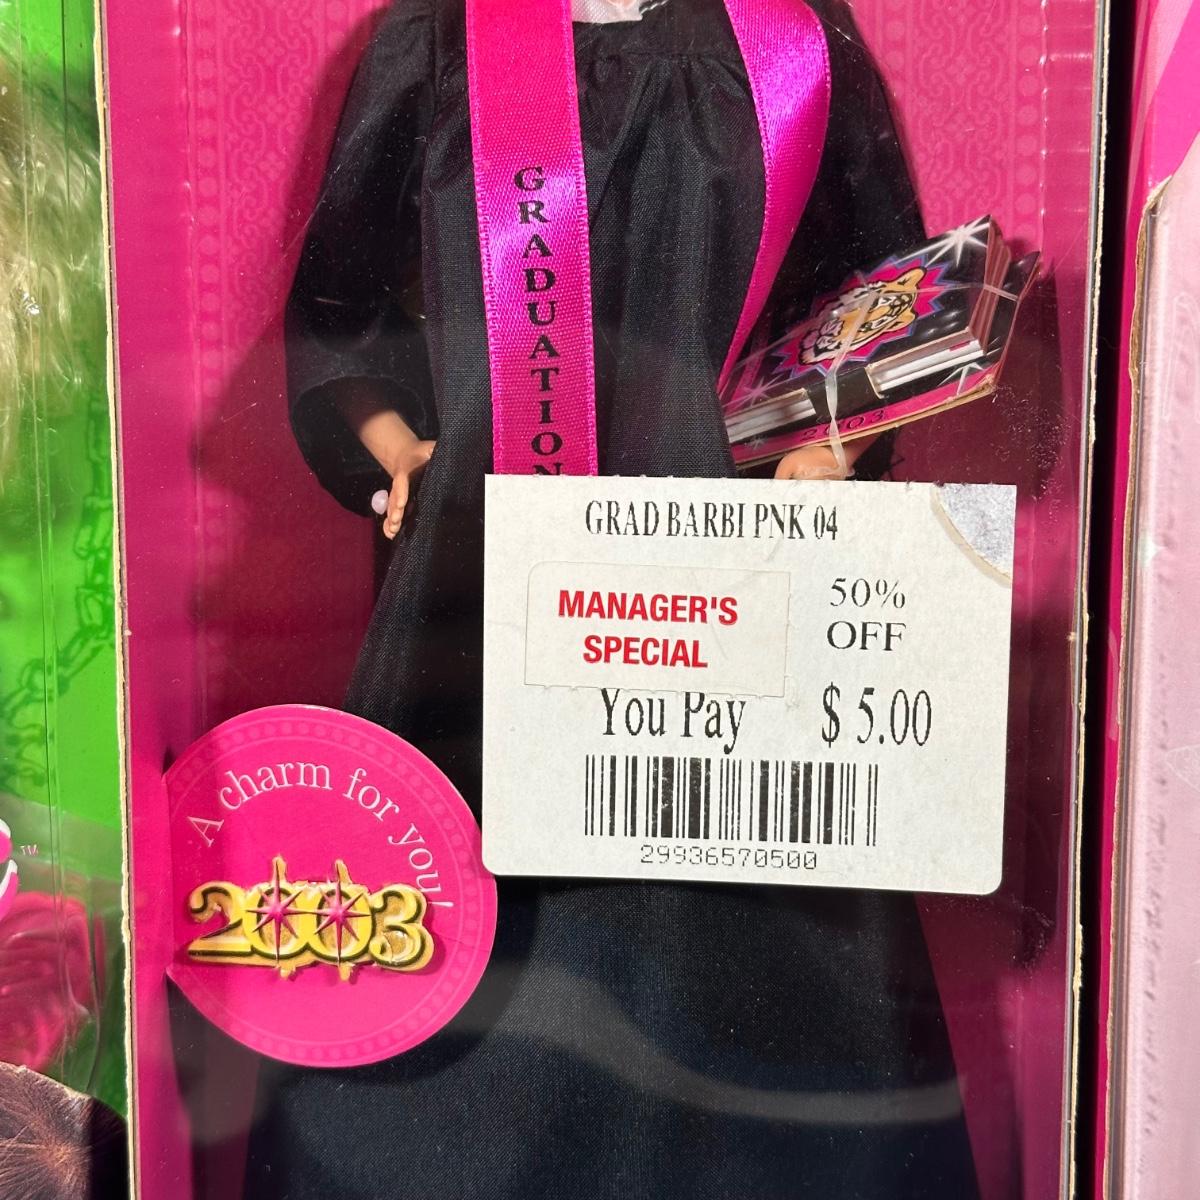 GRADUATION
2003
GRAD BARBI PNK 04
MANAGER'S
SPECIAL
50%
OFF
You Pay $ 5.00
29936570500
A charm for you!
2003
TM